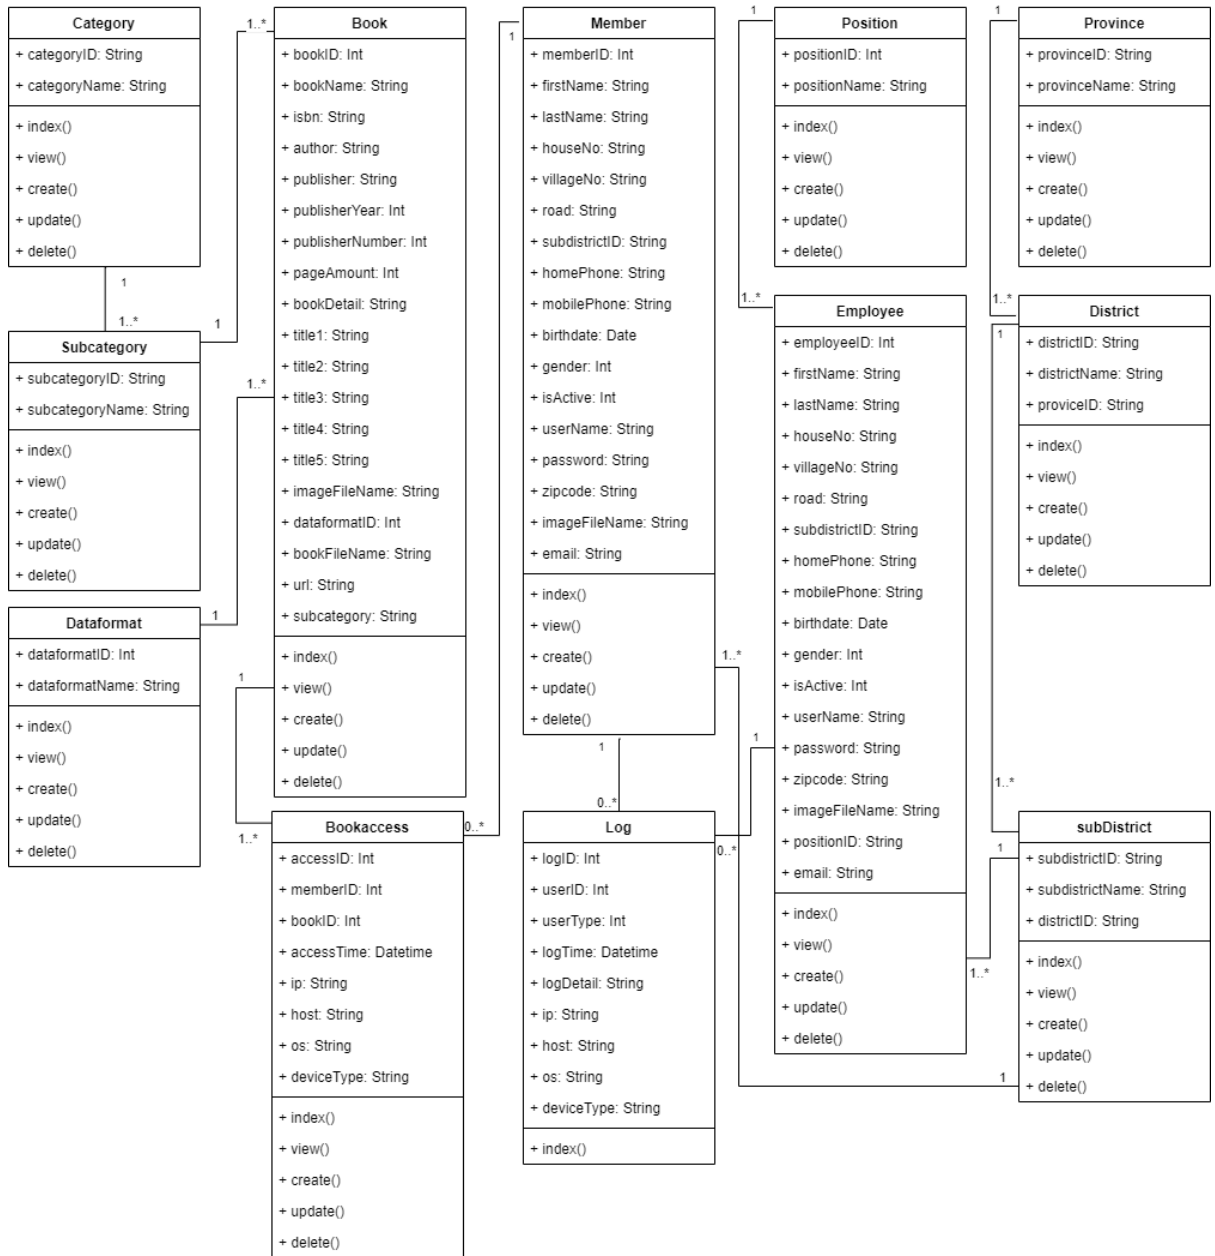 Category
+ categoryID: String
+ categoryName: String
+ index()
+ view()
+ create()
+ update()
+ delete()
1
1..*
Subcategory
+ subcategoryID: String
+ subcategoryName: String
+ index()
+ view()
+ create()
+ update()
+ delete()
1
1..*
Dataformat
+ dataformatID: Int
+ dataformatName: String
+ index()
+ view()
+ create()
+ update()
+ delete()
1
1..*
Book
+ bookID: Int
+ bookName: String
+ isbn: String
+ author: String
+ publisher: String
+ publisherYear: Int
+ publisherNumber: Int
+ pageAmount: Int
+ bookDetail: String
+ title1: String
+ title2: String
+ title3: String
+ title4: String
+ title5: String
+ imageFileName: String
+ dataformatID: Int
+ bookFileName: String
+ url: String
+ subcategory: String
+ index()
+ view()
+ create()
+ update()
+ delete()
1
1..*
Bookaccess
+ accessID: Int
+ memberID: Int
+ bookID: Int
+ accessTime: Datetime
+ ip: String
+ host: String
+ os: String
+ deviceType: String
+ index()
+ view()
+ create()
+ update()
+ delete()
0..*
1
Member
+ memberID: Int
+ firstName: String
+ lastName: String
+ houseNo: String
+ villageNo: String
+ road: String
+ subdistrictID: String
+ homePhone: String
+ mobilePhone: String
+ birthdate: Date
+ gender: Int
+ isActive: Int
+ userName: String
+ password: String
+ zipcode: String
+ imageFileName: String
+ email: String
+ index()
+ view()
+ create()
+ update()
+ delete()
1..*
1
0..*
Log
+ logID: Int
+ userID: Int
+ userType: Int
+ logTime: Datetime
+ logDetail: String
+ ip: String
+ host: String
+ os: String
+ deviceType: String
+ index()
0..*
1
1
Position
+ positionID: Int
+ positionName: String
+ index()
+ view()
+ create()
+ update()
+ delete()
1..*
Employee
+ employeeID: Int
+ firstName: String
+ lastName: String
+ houseNo: String
+ villageNo: String
+ road: String
+ subdistrictID: String
+ homePhone: String
+ mobilePhone: String
+ birthdate: Date
+ gender: Int
+ isActive: Int
+ userName: String
+ password: String
+ zipcode: String
+ imageFileName: String
+ positionID: String
+ email: String
+ index()
+ view()
+ create()
+ update()
+ delete()
1..*
1
1
Province
+ provinceID: String
+ provinceName: String
+ index()
+ view()
+ create()
+ update()
+ delete()
1..*
1
District
+ districtID: String
+ districtName: String
+ proviceID: String
+ index()
+ view()
+ create()
+ update()
+ delete()
1..*
subDistrict
+ subdistrictID: String
+ subdistrictName: String
+ districtID: String
+ index()
+ view()
+ create()
+ update()
+ delete()
1